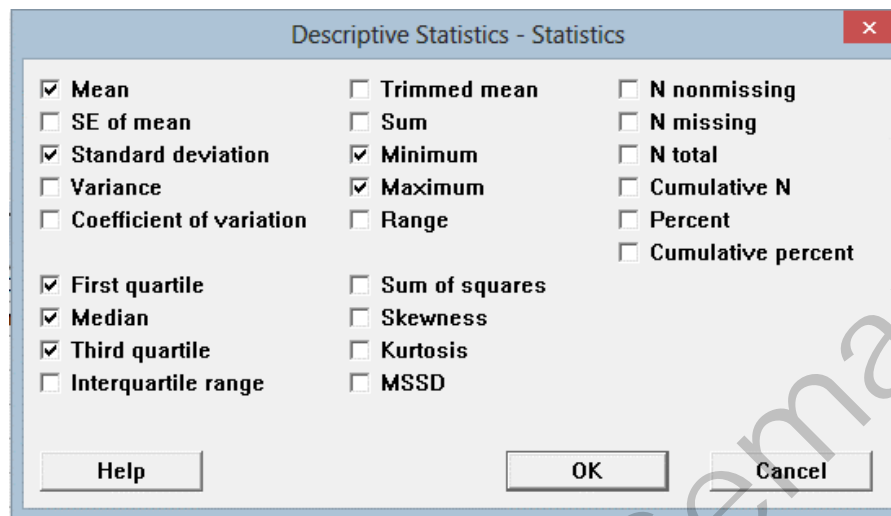 Descriptive Statistics - Statistics
Mean
SE of mean
Standard deviation
Variance
Coefficient of variation
First quartile
Median
Third quartile
Interquartile range
Trimmed mean
Sum
Minimum
Maximum
Range
Sum of squares
Skewness
Kurtosis
MSSD
N nonmissing
N missing
N total
Cumulative N
Percent
Cumulative percent
Help
OK
Cancel